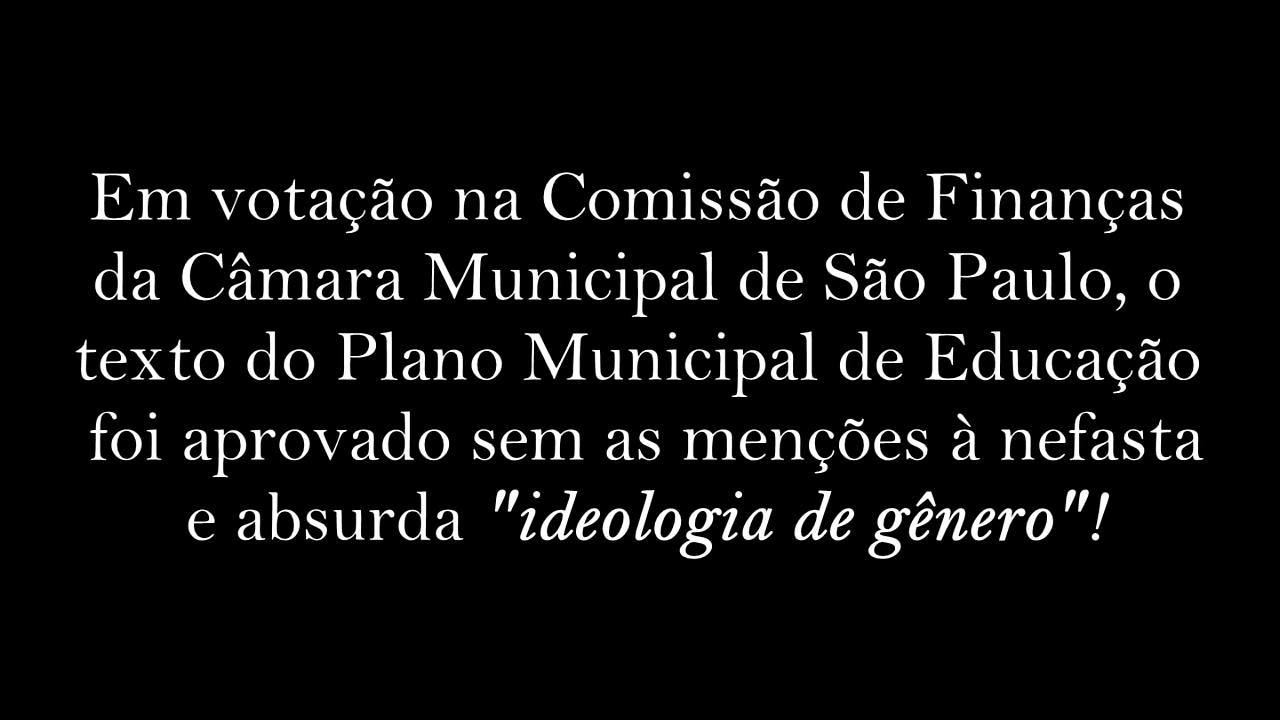 Em votação na Comissão de Finanças
da Câmara Municipal de São Paulo, o
texto do Plano Municipal de Educação
foi aprovado sem as menções à nefasta
e absurda "ideologia de gênero"!